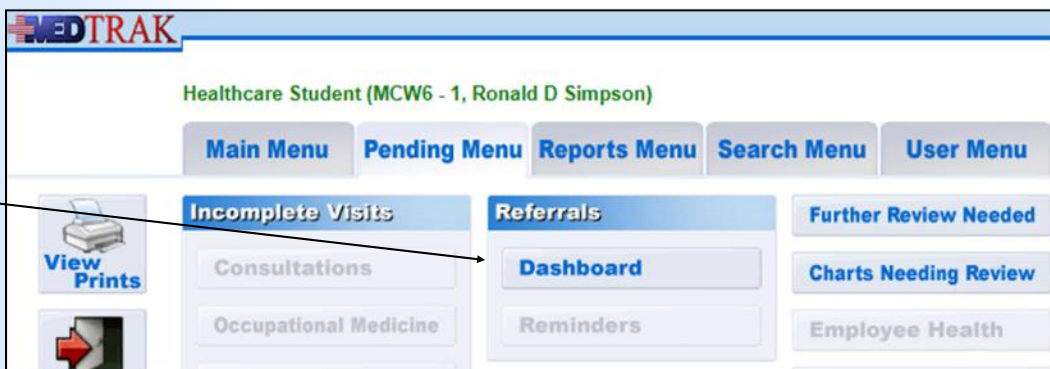 MEDTRAK
Healthcare Student (MCW6 - 1, Ronald D Simpson)
Main Menu Pending Menu Reports Menu Search Menu User Menu
View Prints
Incomplete Visits
Consultations
Occupational Medicine
Referrals
Dashboard
Reminders
Further Review Needed
Charts Needing Review
Employee Health